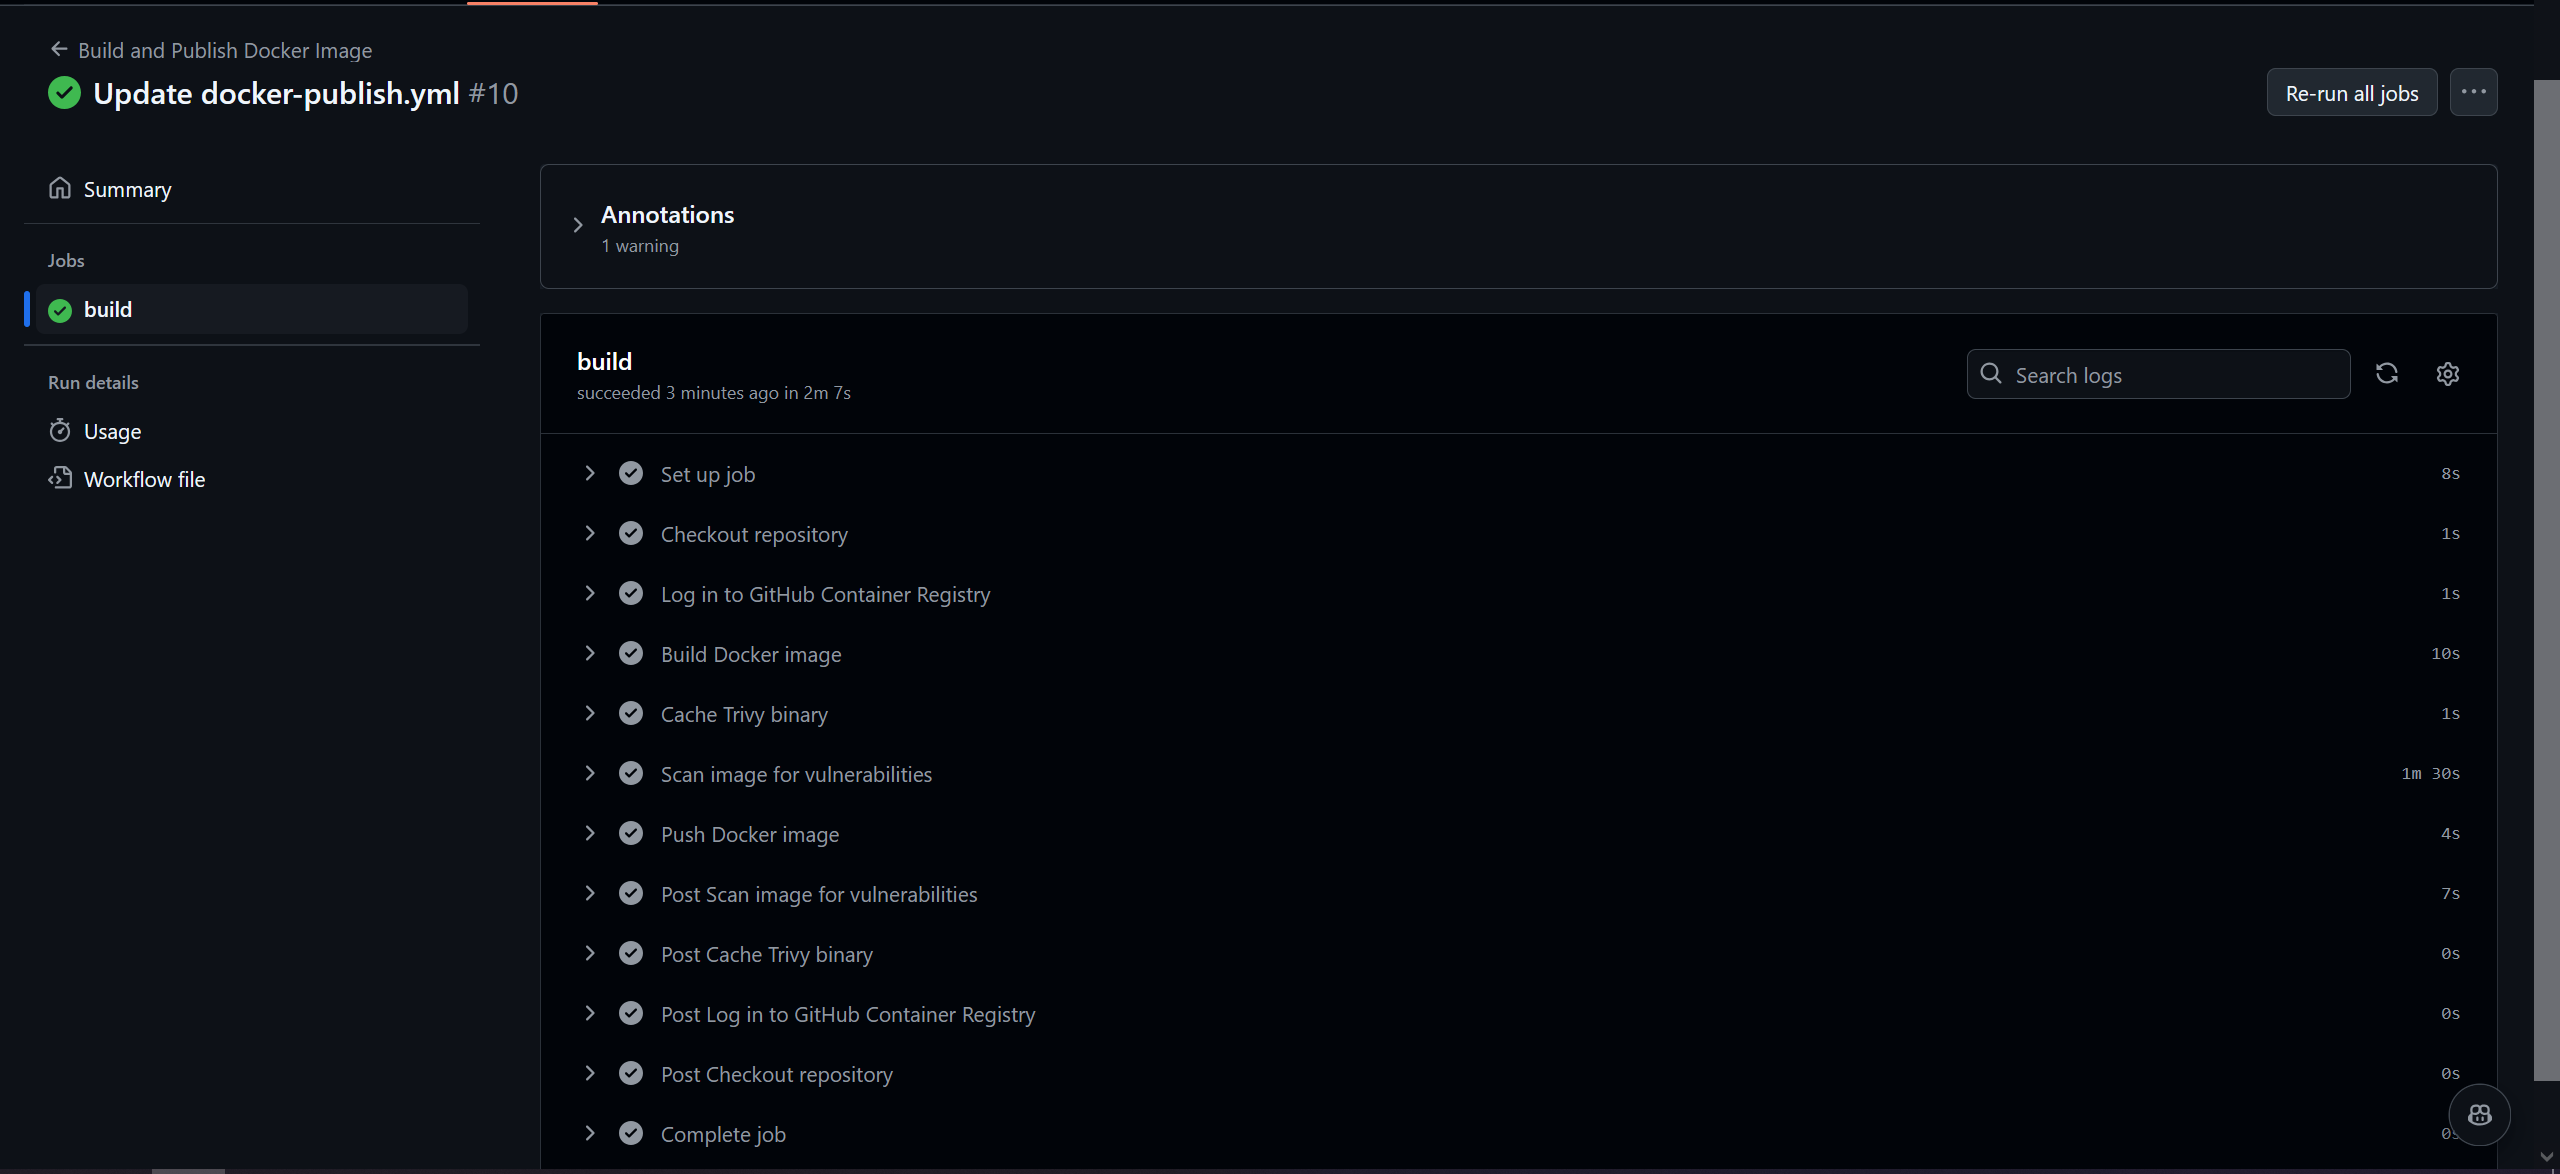 Build and Publish Docker Image
Update docker-publish.yml #10
Re-run all jobs
Summary
Jobs
build
Run details
Usage
Workflow file
Annotations
1 warning
build
succeeded 3 minutes ago in 2m 7s
Search logs
Set up job 8s
Checkout repository 1s
Log in to GitHub Container Registry 1s
Build Docker image 10s
Cache Trivy binary 1s
Scan image for vulnerabilities 1m 30s
Push Docker image 4s
Post Scan image for vulnerabilities 7s
Post Cache Trivy binary 0s
Post Log in to GitHub Container Registry 0s
Post Checkout repository 0s
Complete job 0s